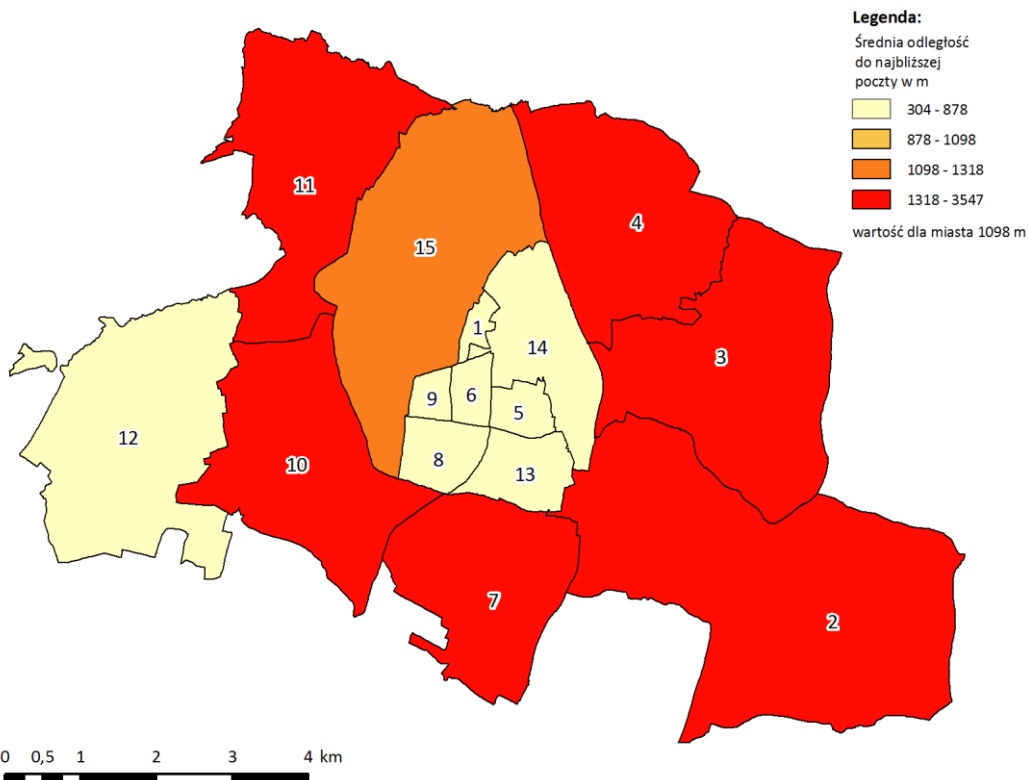 Legenda:
Średnia odległość
do najbliższej
poczty w m
304 - 878
878 - 1098
1098 - 1318
1318 - 3547
wartość dla miasta 1098 m
11
4
15
1
14
3
9
6
5
12
8
10
13
7
2
0 0,5 1 2 3 4 km